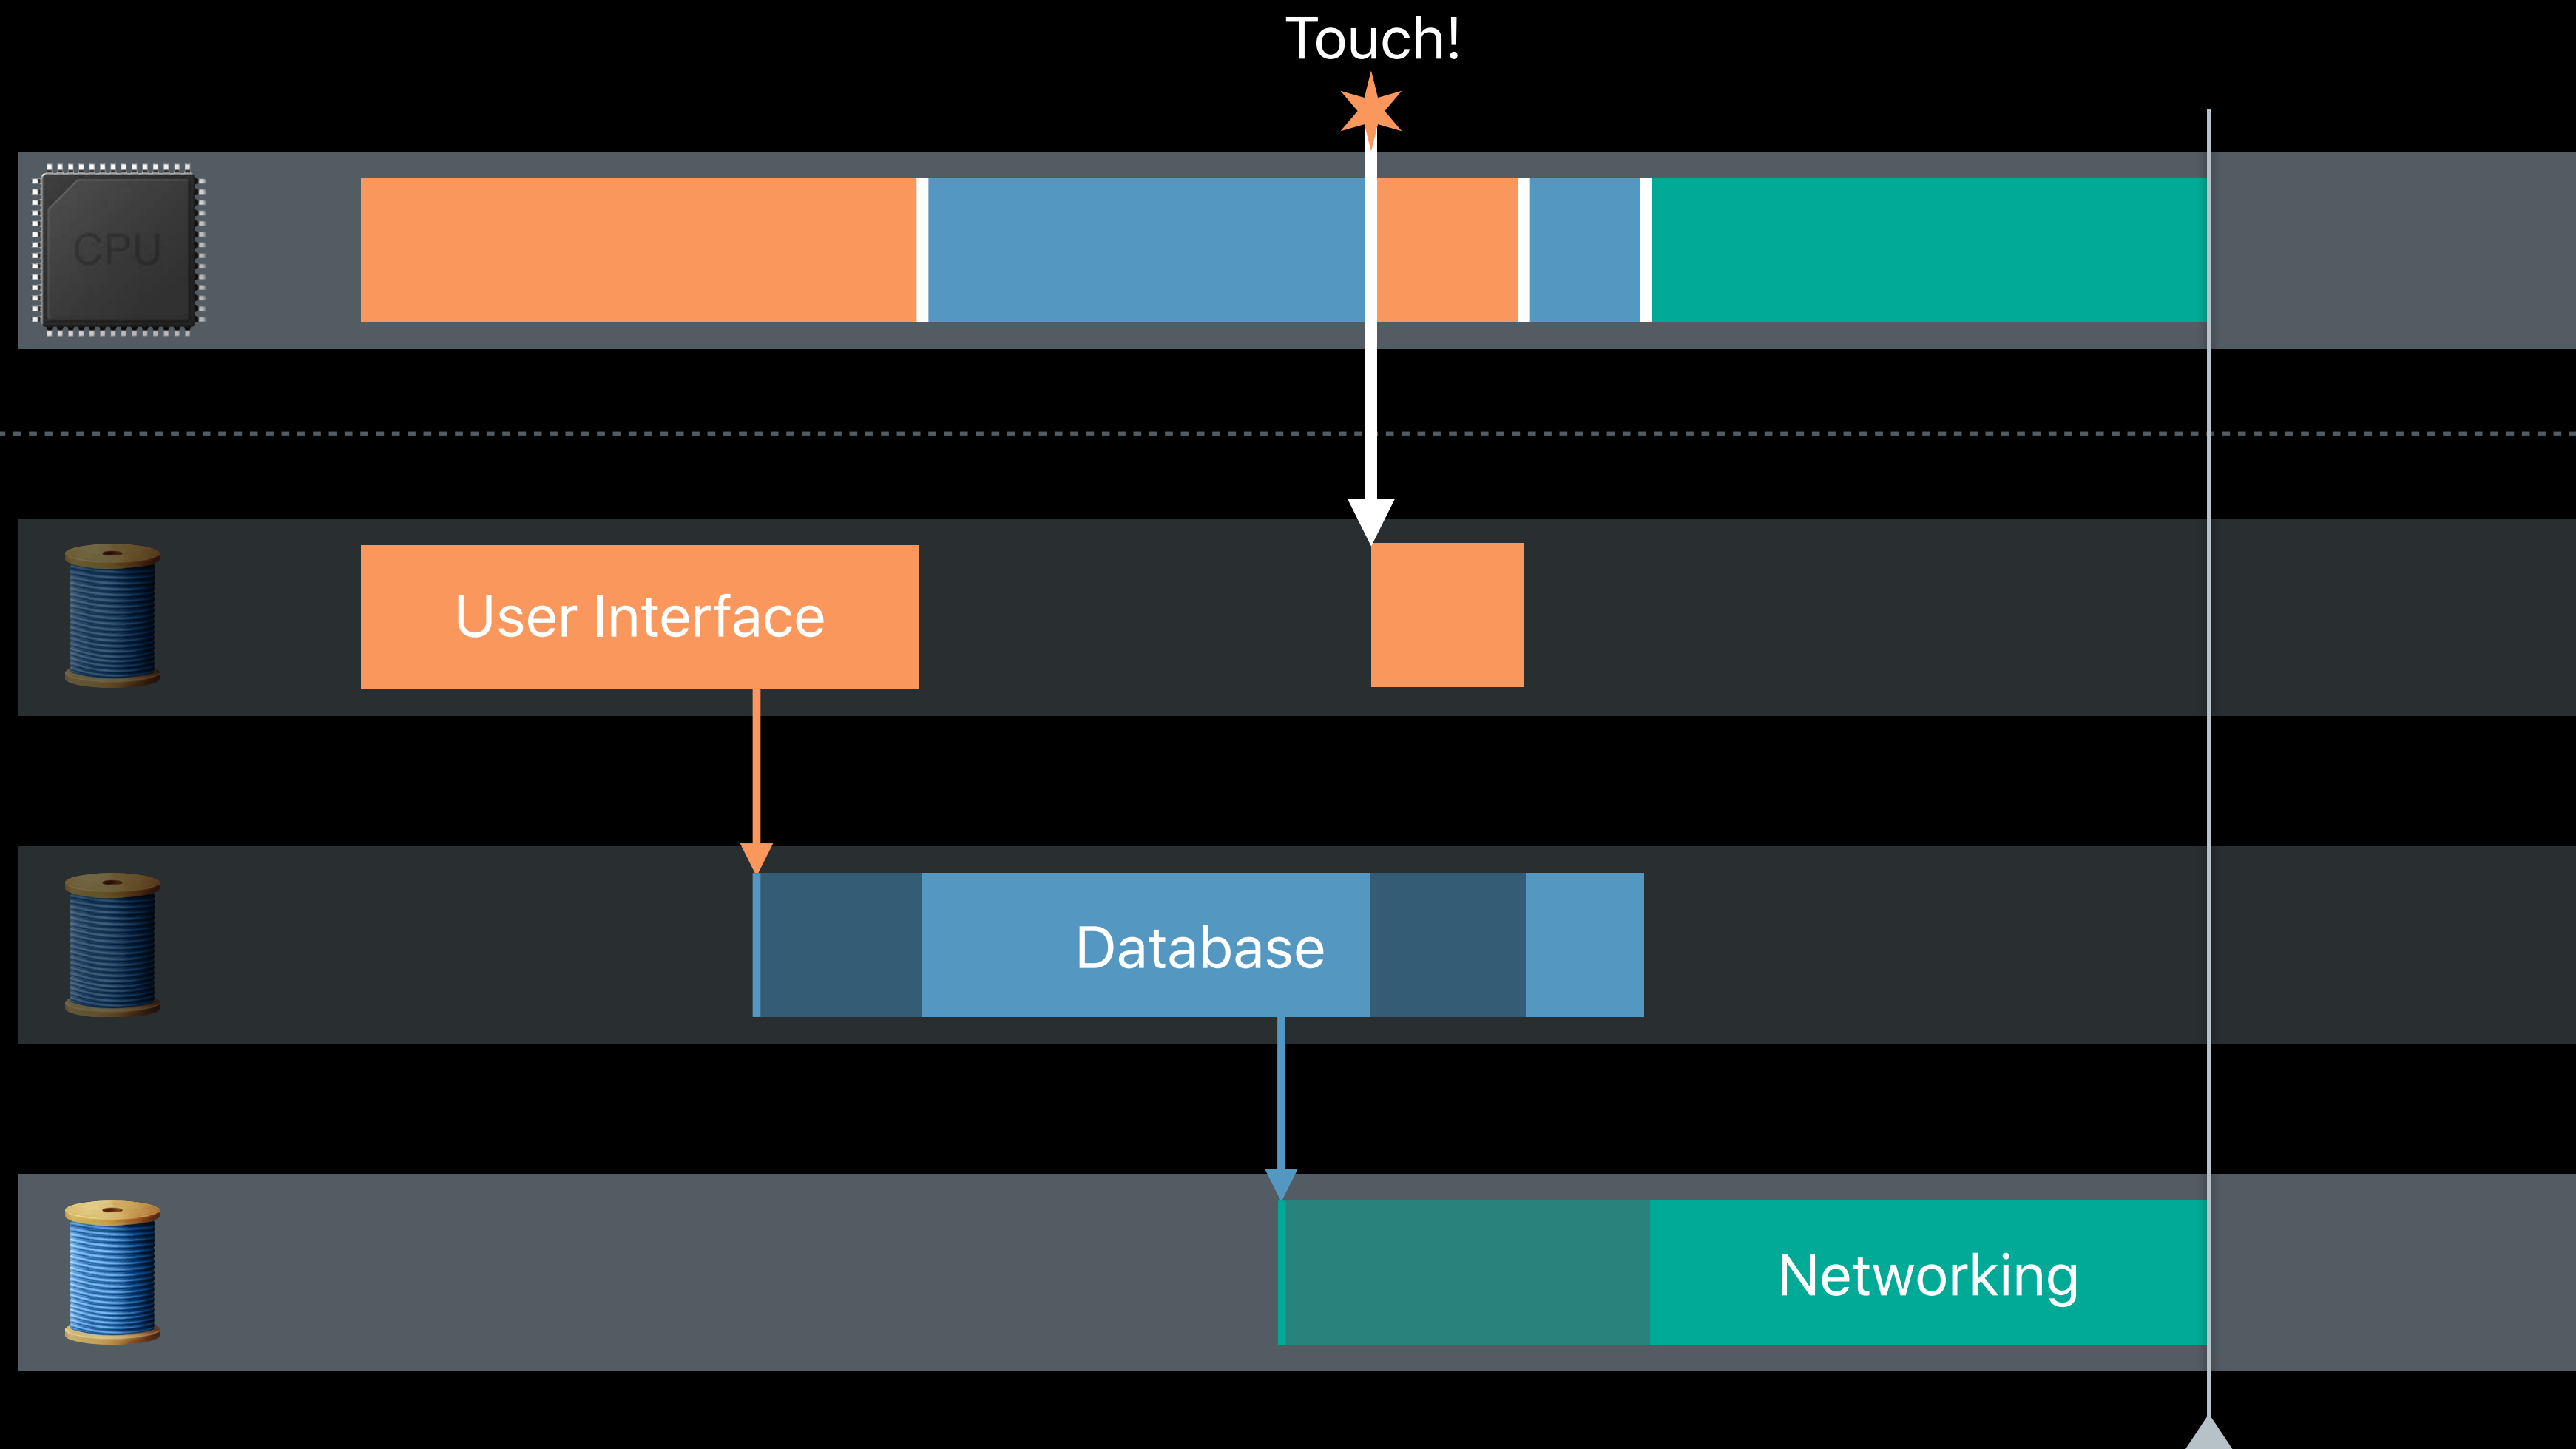 Touch!
CPU
User Interface
Database
Networking